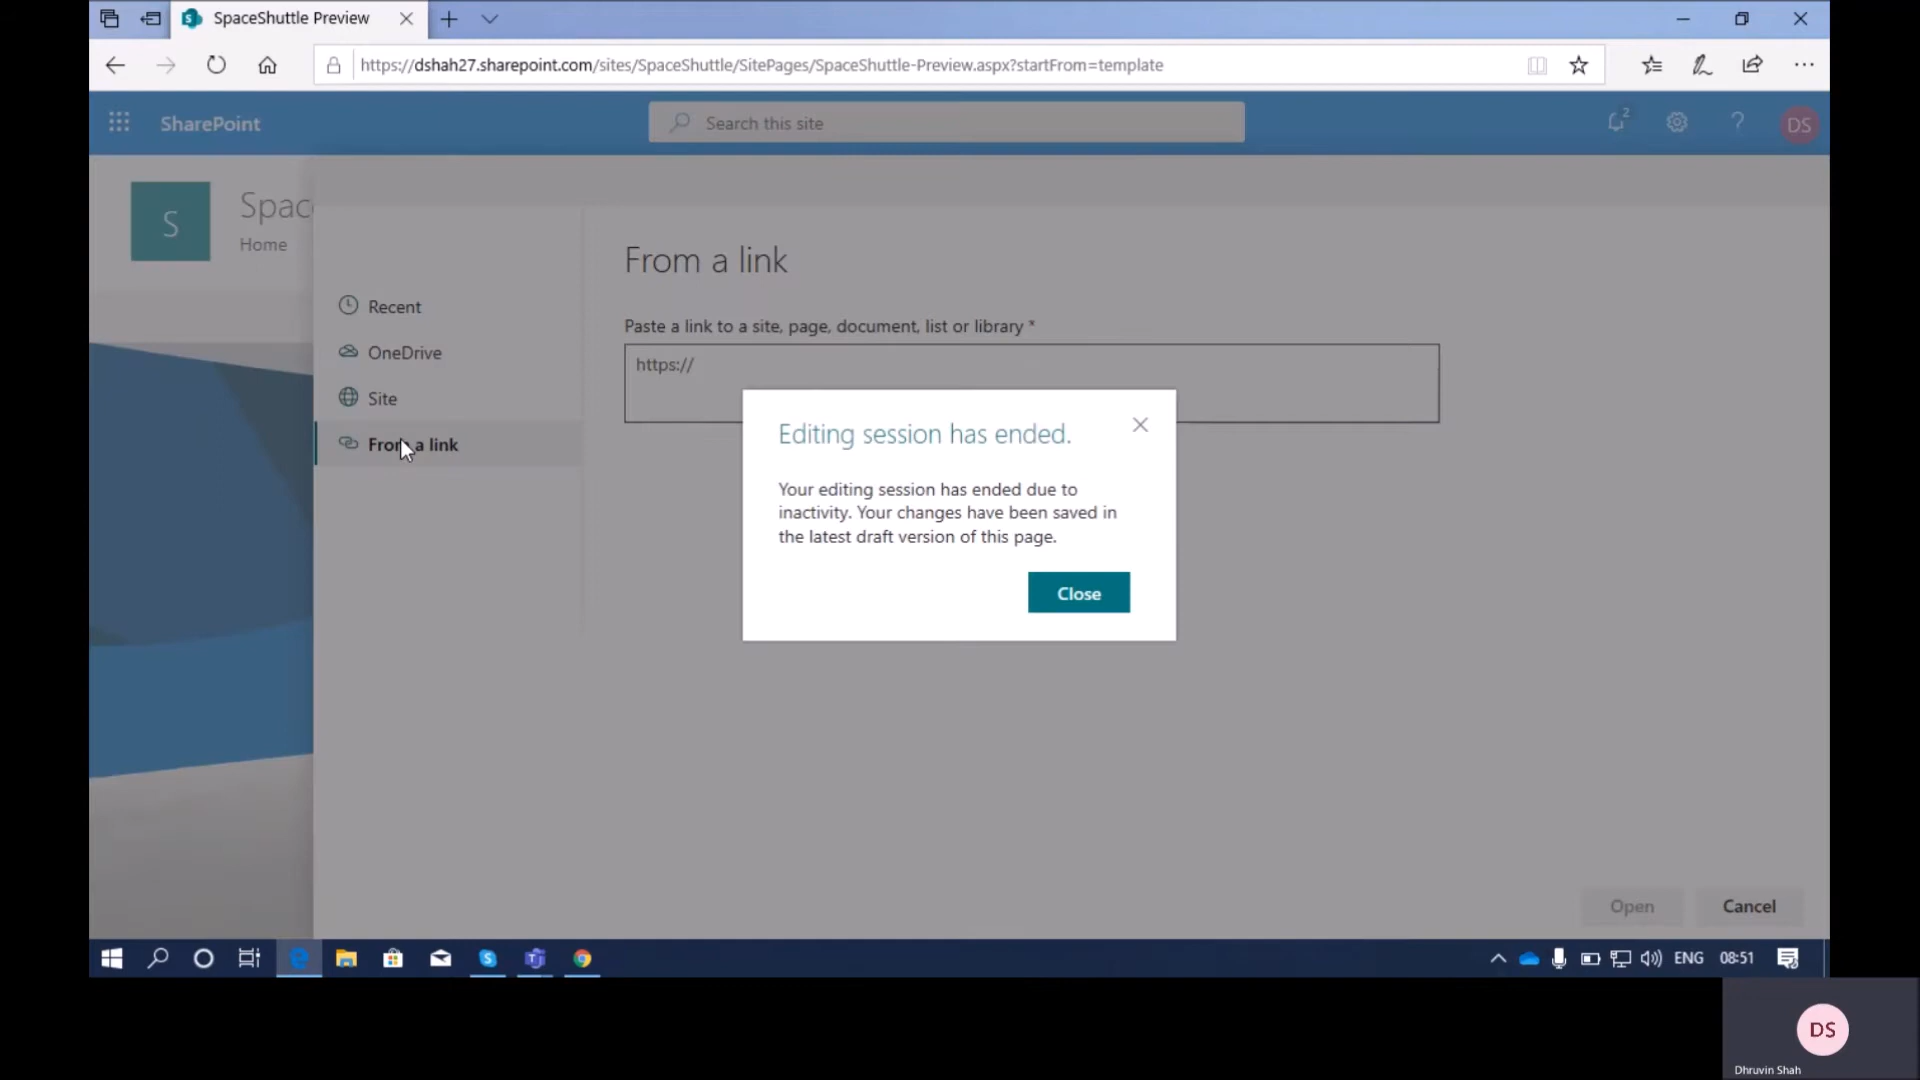 SpaceShuttle Preview
https://dshah27.sharepoint.com/sites/SpaceShuttle/SitePages/SpaceShuttle-Preview.aspx?startFrom=template
SharePoint
Search this site
2
?
DS
S
Spac
Home
From a link
Recent
Paste a link to a site, page, document, list or library *
OneDrive
https://
Site
From a link
Editing session has ended.
Your editing session has ended due to
inactivity. Your changes have been saved in
the latest draft version of this page.
Close
Open
Cancel
ENG
08:51
DS
Dhruvin Shah